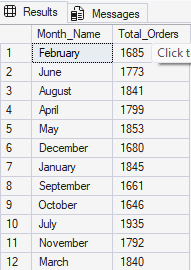 Results Messages
Month_Name Total_Orders
1 February 1685 Click t
2 June 1773
3 August 1841
4 April 1799
5 May 1853
6 December 1680
7 January 1845
8 September 1661
9 October 1646
10 July 1935
11 November 1792
12 March 1840